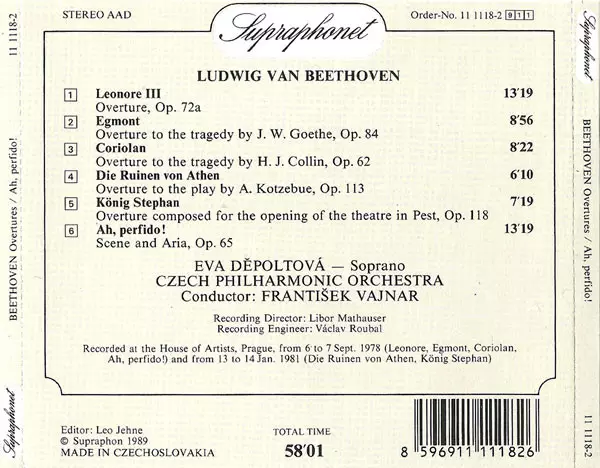 STEREO AAD
Supraphonet
Order-No. 11 1118-2 911
LUDWIG VAN BEETHOVEN
1 Leonore III 13'19
Overture, Op. 72a
2 Egmont 8'56
Overture to the tragedy by J. W. Goethe, Op. 84
3 Coriolan 8'22
Overture to the tragedy by H. J. Collin, Op. 62
4 Die Ruinen von Athen 6'10
Overture to the play by A. Kotzebue, Op. 113
5 König Stephan 7'19
Overture composed for the opening of the theatre in Pest, Op. 118
6 Ah, perfido! 13'19
Scene and Aria, Op. 65
EVA DĚPOLTOVÁ — Soprano
CZECH PHILHARMONIC ORCHESTRA
Conductor: FRANTIŠEK VAJNAR
Recording Director: Libor Mathauser
Recording Engineer: Václav Roubal
Recorded at the House of Artists, Prague, from 6 to 7 Sept. 1978 (Leonore, Egmont, Coriolan,
Ah, perfido!) and from 13 to 14 Jan. 1981 (Die Ruinen von Athen, König Stephan)
Editor: Leo Jehne
℗ Supraphon 1989
MADE IN CZECHOSLOVAKIA
TOTAL TIME
58'01
8 596911 111826
11 1118-2
BEETHOVEN Overtures / Ah, perfido!
Supraphonet
11 1118-2
BEETHOVEN Overtures / Ah, perfido!
Supraphonet